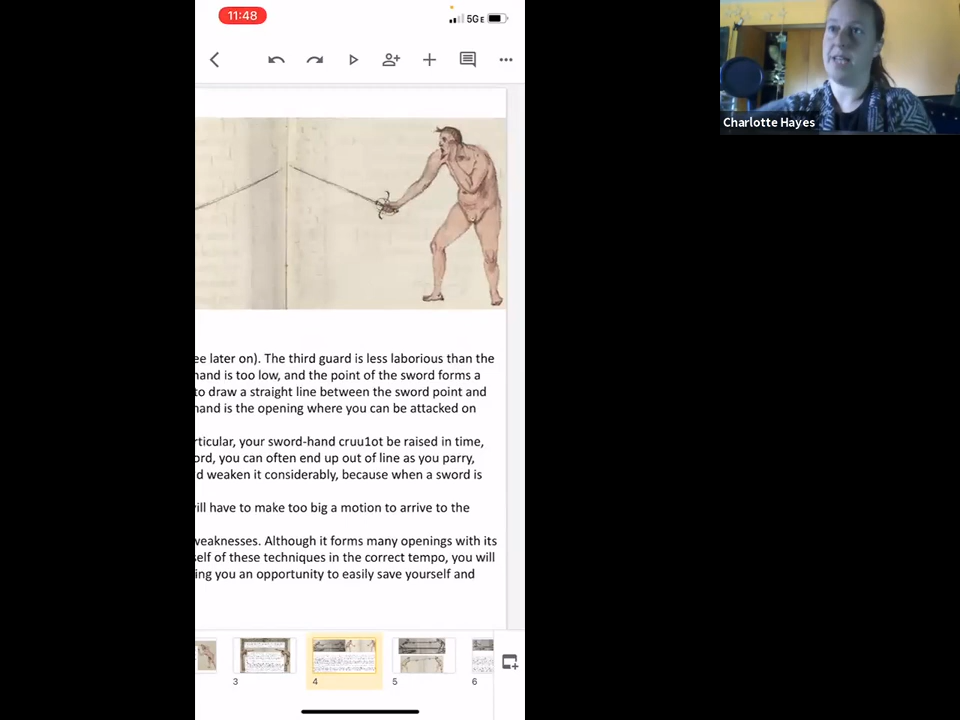 11:48
5GE
Charlotte Hayes
ee later on). The third guard is less laborious than the
hand is too low, and the point of the sword forms a
to draw a straight line between the sword point and
hand is the opening where you can be attacked on
rticular, your sword-hand cruu1ot be raised in time,
ord, you can often end up out of line as you parry,
d weaken it considerably, because when a sword is
vill have to make too big a motion to arrive to the
weaknesses. Although it forms many openings with its
self of these techniques in the correct tempo, you will
ing you an opportunity to easily save yourself and
3
4
5
6